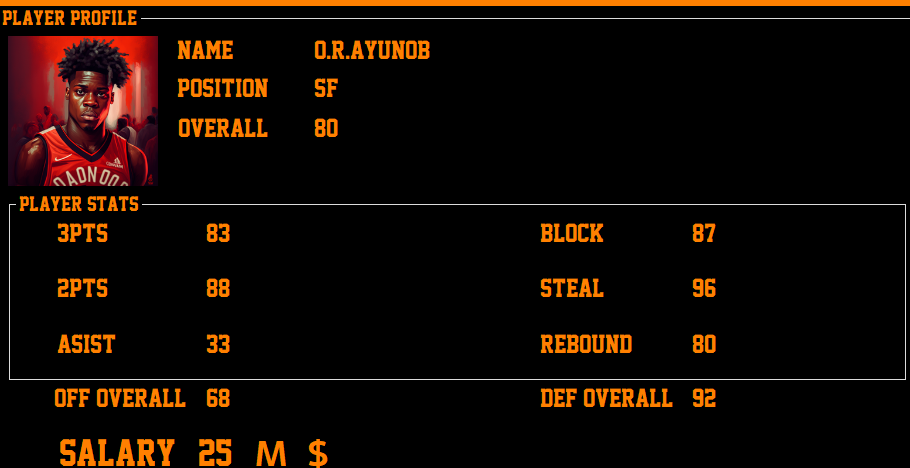 PLAYER PROFILE
NAME O.R.AYUNOB
POSITION SF
OVERALL 80
PLAYER STATS
3PTS 83 BLOCK 87
2PTS 88 STEAL 96
ASIST 33 REBOUND 80
OFF OVERALL 68 DEF OVERALL 92
SALARY 25 M $